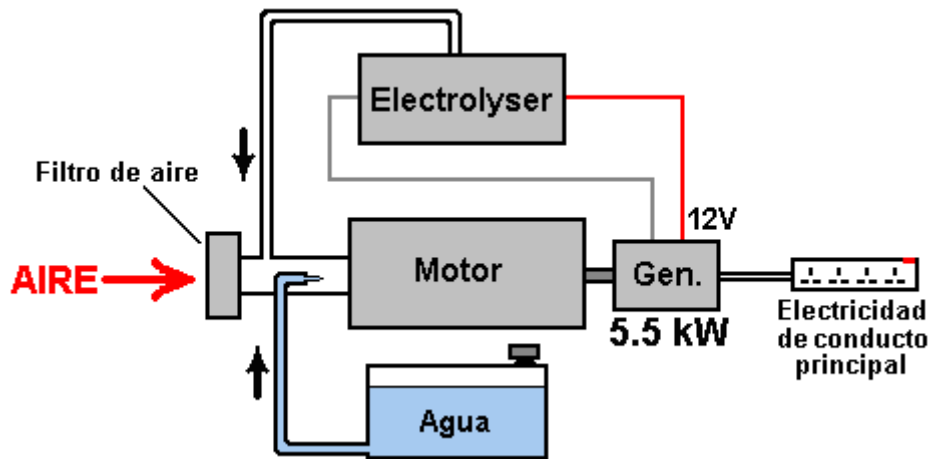 Electrolyser
Filtro de aire
12V
AIRE
Motor
Gen.
5.5 kW
Electricidad
de conducto
principal
Agua